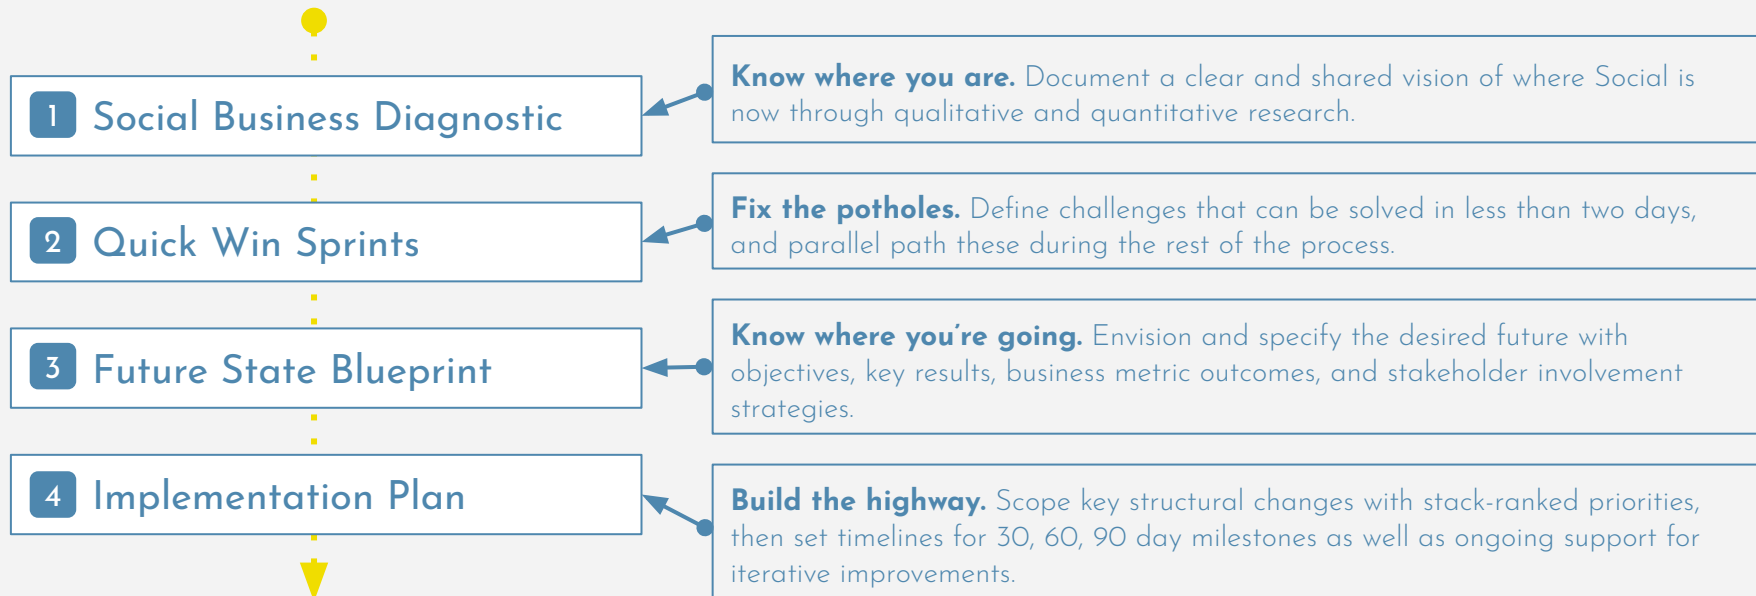 1 Social Business Diagnostic
Know where you are. Document a clear and shared vision of where Social is
now through qualitative and quantitative research.
2 Quick Win Sprints
Fix the potholes. Define challenges that can be solved in less than two days,
and parallel path these during the rest of the process.
3 Future State Blueprint
Know where you're going. Envision and specify the desired future with
objectives, key results, business metric outcomes, and stakeholder involvement
strategies.
4 Implementation Plan
Build the highway. Scope key structural changes with stack-ranked priorities,
then set timelines for 30, 60, 90 day milestones as well as ongoing support for
iterative improvements.